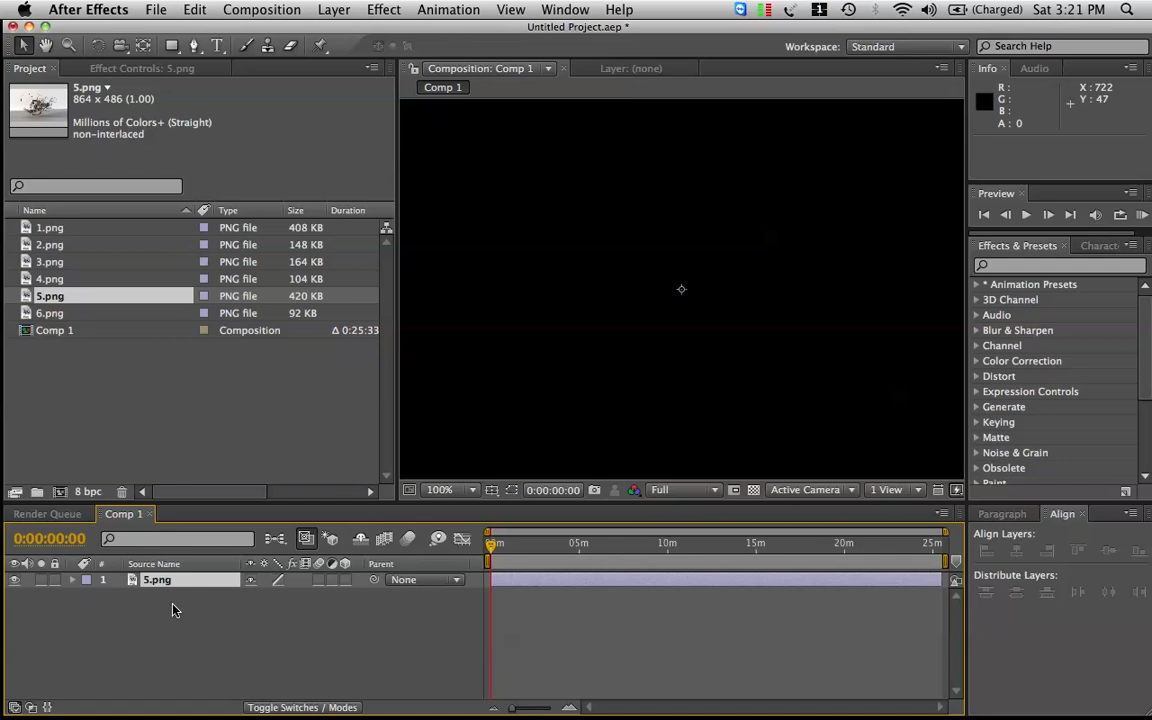 After Effects File Edit Composition Layer Effect Animation View Window Help 1 (Charged) Sat 3:21 PM
Untitled Project.aep *
Workspace: Standard Search Help
Project Effect Controls: 5.png Composition: Comp 1 Layer: (none) Info Audio
5.png
864 x 486 (1.00)
Millions of Colors+ (Straight)
non-interlaced
Comp 1
R:
G:
B:
A: 0
X: 722
Y: 47
Preview
Name Type Size Duration
1.png PNG file 408 KB
2.png PNG file 148 KB
3.png PNG file 164 KB
4.png PNG file 104 KB
5.png PNG file 420 KB
6.png PNG file 92 KB
Comp 1 Composition Δ 0:25:33
Effects & Presets Charact
* Animation Presets
3D Channel
Audio
Blur & Sharpen
Channel
Color Correction
Distort
Expression Controls
Generate
Keying
Matte
Noise & Grain
Obsolete
Paint
8 bpc 100% 0:00:00:00 Full Active Camera 1 View
Render Queue Comp 1 Paragraph Align
0:00:00:00 05m 10m 15m 20m 25m
# Source Name fx Parent
1 5.png None
Toggle Switches / Modes
Align Layers:
Distribute Layers: